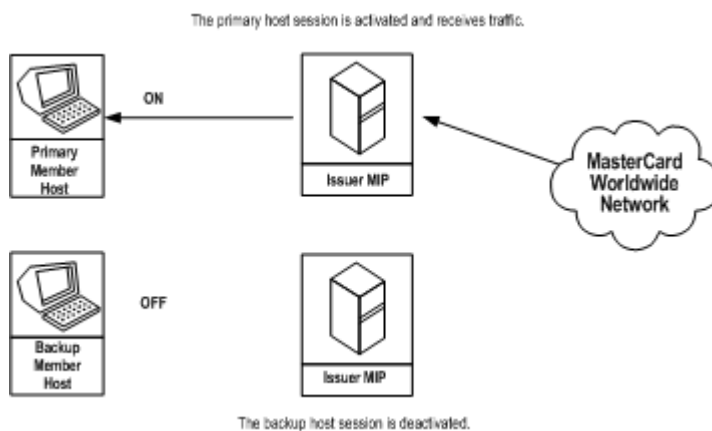 The primary host session is activated and receives traffic.
ON
Primary
Member
Host
Issuer MIP
MasterCard
Worldwide
Network
OFF
Backup
Member
Host
Issuer MIP
The backup host session is deactivated.